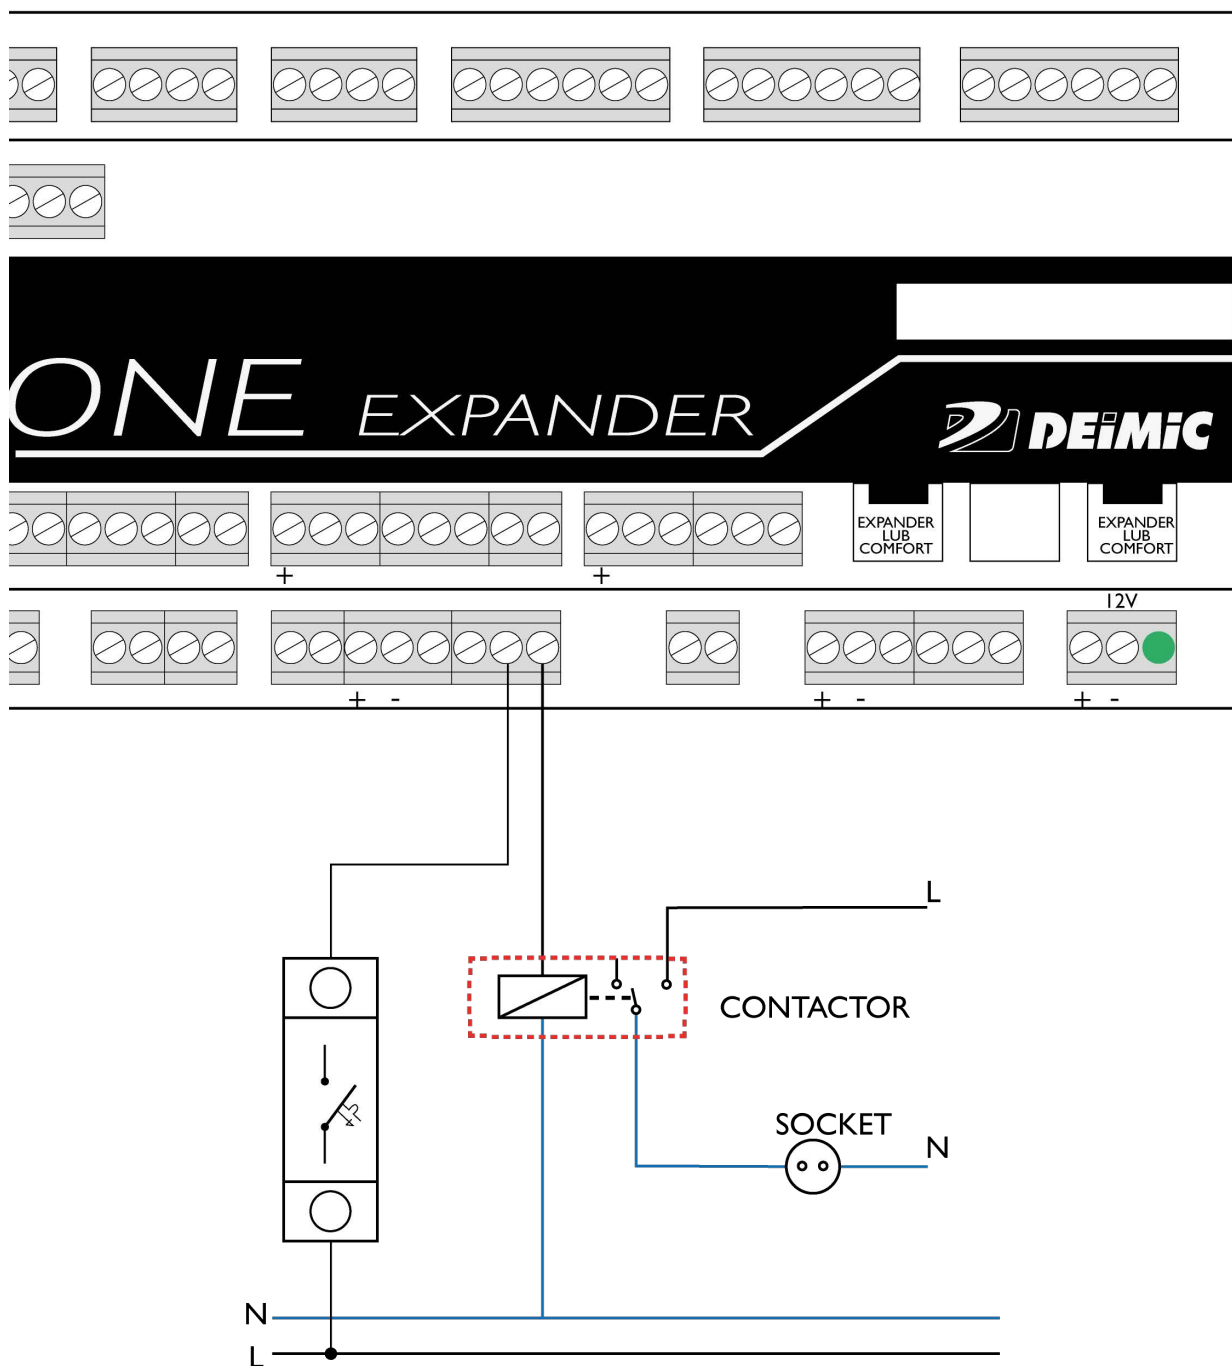 ONE EXPANDER
DEiMiC
EXPANDER
LUB
COMFORT
EXPANDER
LUB
COMFORT
+
+
12V
+ -
+ -
+ -
L
CONTACTOR
SOCKET
N
N
L